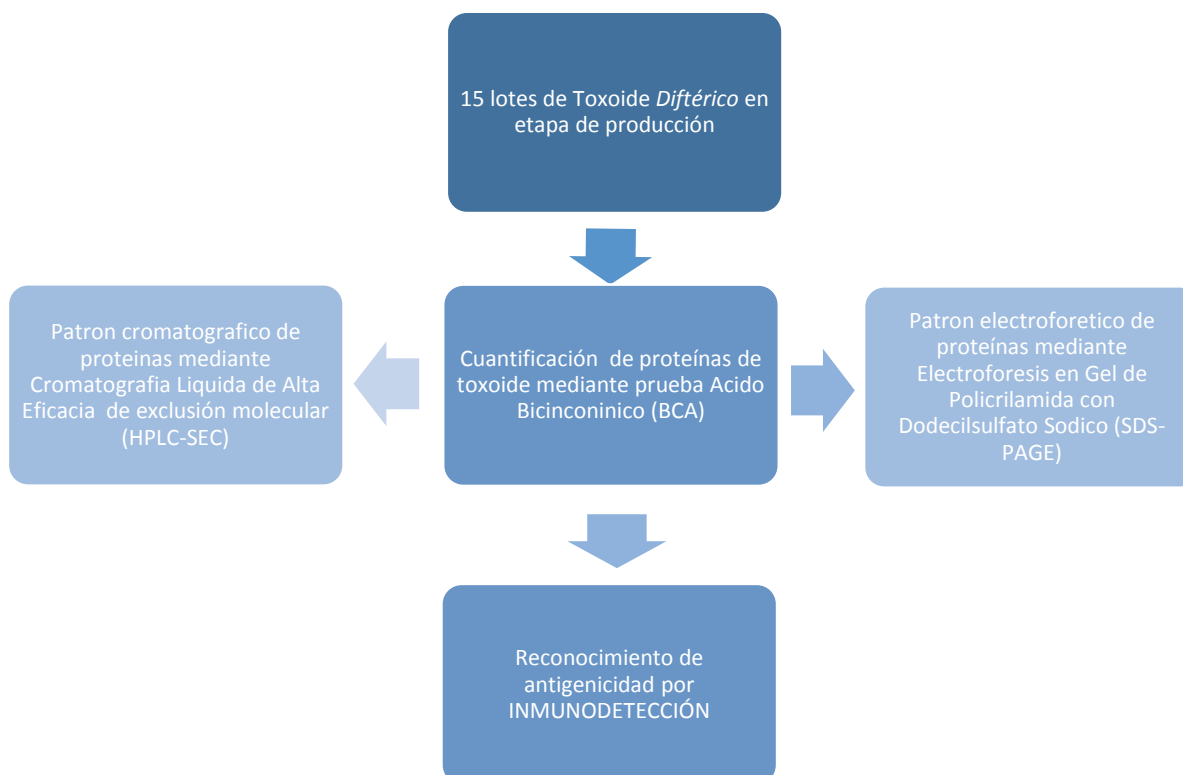 15 lotes de Toxoide Diftérico en
etapa de producción
Patron cromatografico de
proteinas mediante
Cromatografia Liquida de Alta
Eficacia de exclusión molecular
(HPLC-SEC)
Cuantificación de proteínas de
toxoide mediante prueba Acido
Bicinconinico (BCA)
Patron electroforetico de
proteínas mediante
Electroforesis en Gel de
Policrilamida con
Dodecilsulfato Sodico (SDS-
PAGE)
Reconocimiento de
antigenicidad por
INMUNODETECCIÓN